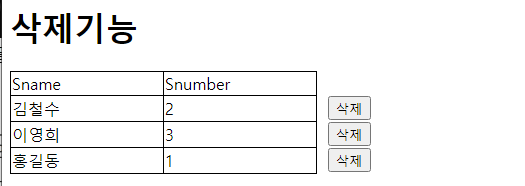 삭제기능
Sname Snumber
김철수 2 삭제
이영희 3 삭제
홍길동 1 삭제